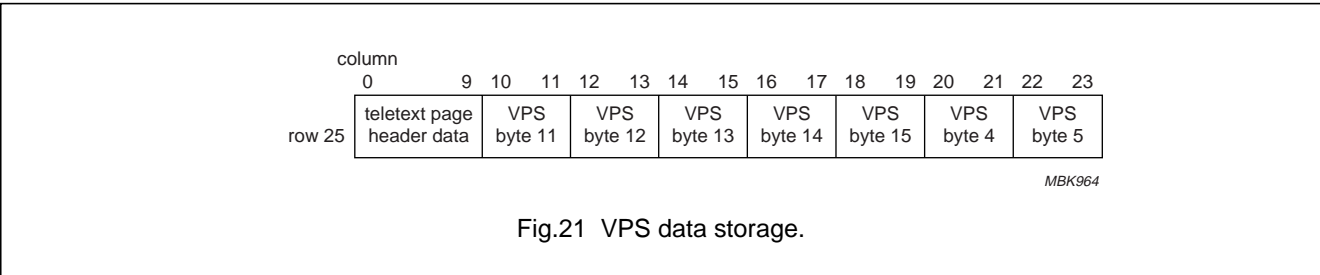 column
0 9 10 11 12 13 14 15 16 17 18 19 20 21 22 23
row 25 teletext page header data VPS byte 11 VPS byte 12 VPS byte 13 VPS byte 14 VPS byte 15 VPS byte 4 VPS byte 5
MBK964
Fig.21 VPS data storage.